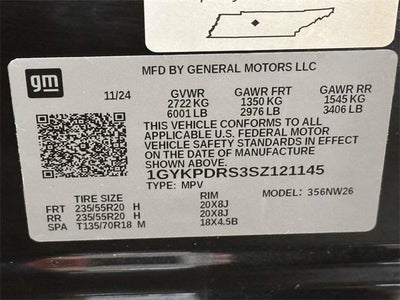 gm
MFD BY GENERAL MOTORS LLC
11/24 GVWR GAWR FRT GAWR RR
2722 KG 1350 KG 1545 KG
6001 LB 2976 LB 3406 LB
THIS VEHICLE CONFORMS TO ALL
APPLICABLE U.S. FEDERAL MOTOR
VEHICLE SAFETY STANDARDS IN EFFECT
ON THE DATE OF MANUFACTURE
SHOWN ABOVE.
1GYKPDRS3SZ121145
TYPE: MPV MODEL: 356NW26
TIRE SIZE RIM
FRT 235/55R20 H 20X8J
RR 235/55R20 H 20X8J
SPA T135/70R18 M 18X4.5B